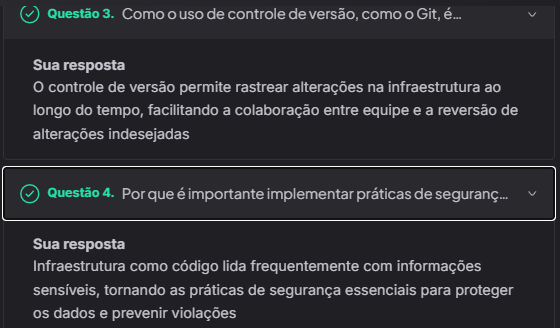 Questão 3. Como o uso de controle de versão, como o Git, é...
Sua resposta
O controle de versão permite rastrear alterações na infraestrutura ao
longo do tempo, facilitando a colaboração entre equipe e a reversão de
alterações indesejadas
Questão 4. Por que é importante implementar práticas de seguranç...
Sua resposta
Infraestrutura como código lida frequentemente com informações
sensíveis, tornando as práticas de segurança essenciais para proteger
os dados e prevenir violações